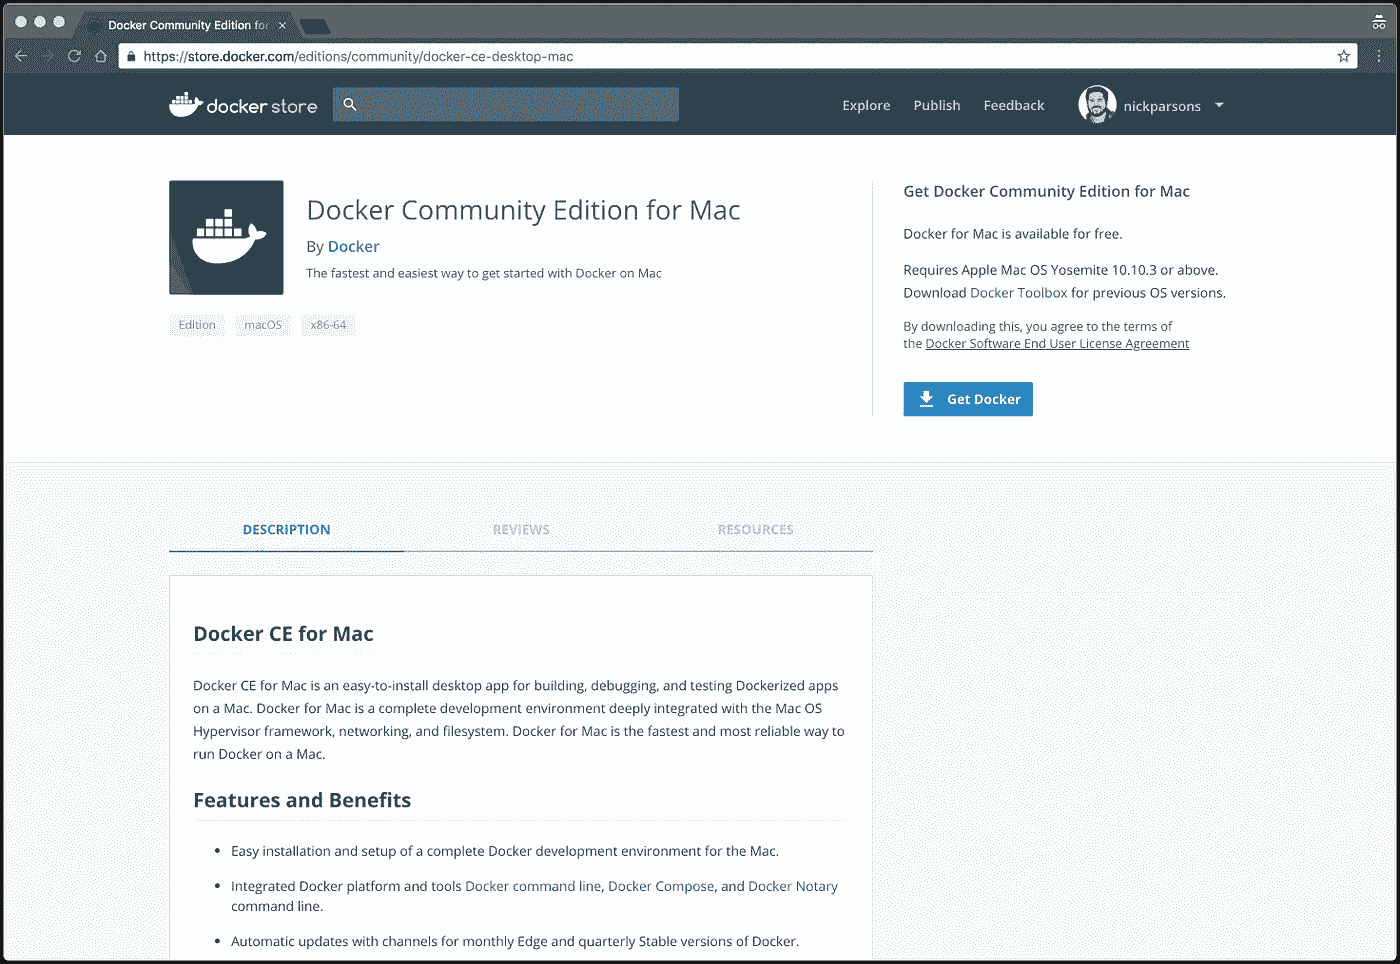 Docker Community Edition for
https://store.docker.com/editions/community/docker-ce-desktop-mac
docker store
Explore
Publish
Feedback
nickparsons
Docker Community Edition for Mac
By Docker
The fastest and easiest way to get started with Docker on Mac
Edition
macOS
x86-64
Get Docker Community Edition for Mac
Docker for Mac is available for free.
Requires Apple Mac OS Yosemite 10.10.3 or above.
Download Docker Toolbox for previous OS versions.
By downloading this, you agree to the terms of
the Docker Software End User License Agreement
Get Docker
DESCRIPTION
REVIEWS
RESOURCES
Docker CE for Mac
Docker CE for Mac is an easy-to-install desktop app for building, debugging, and testing Dockerized apps
on a Mac. Docker for Mac is a complete development environment deeply integrated with the Mac OS
Hypervisor framework, networking, and filesystem. Docker for Mac is the fastest and most reliable way to
run Docker on a Mac.
Features and Benefits
• Easy installation and setup of a complete Docker development environment for the Mac.
• Integrated Docker platform and tools Docker command line, Docker Compose, and Docker Notary
command line.
• Automatic updates with channels for monthly Edge and quarterly Stable versions of Docker.